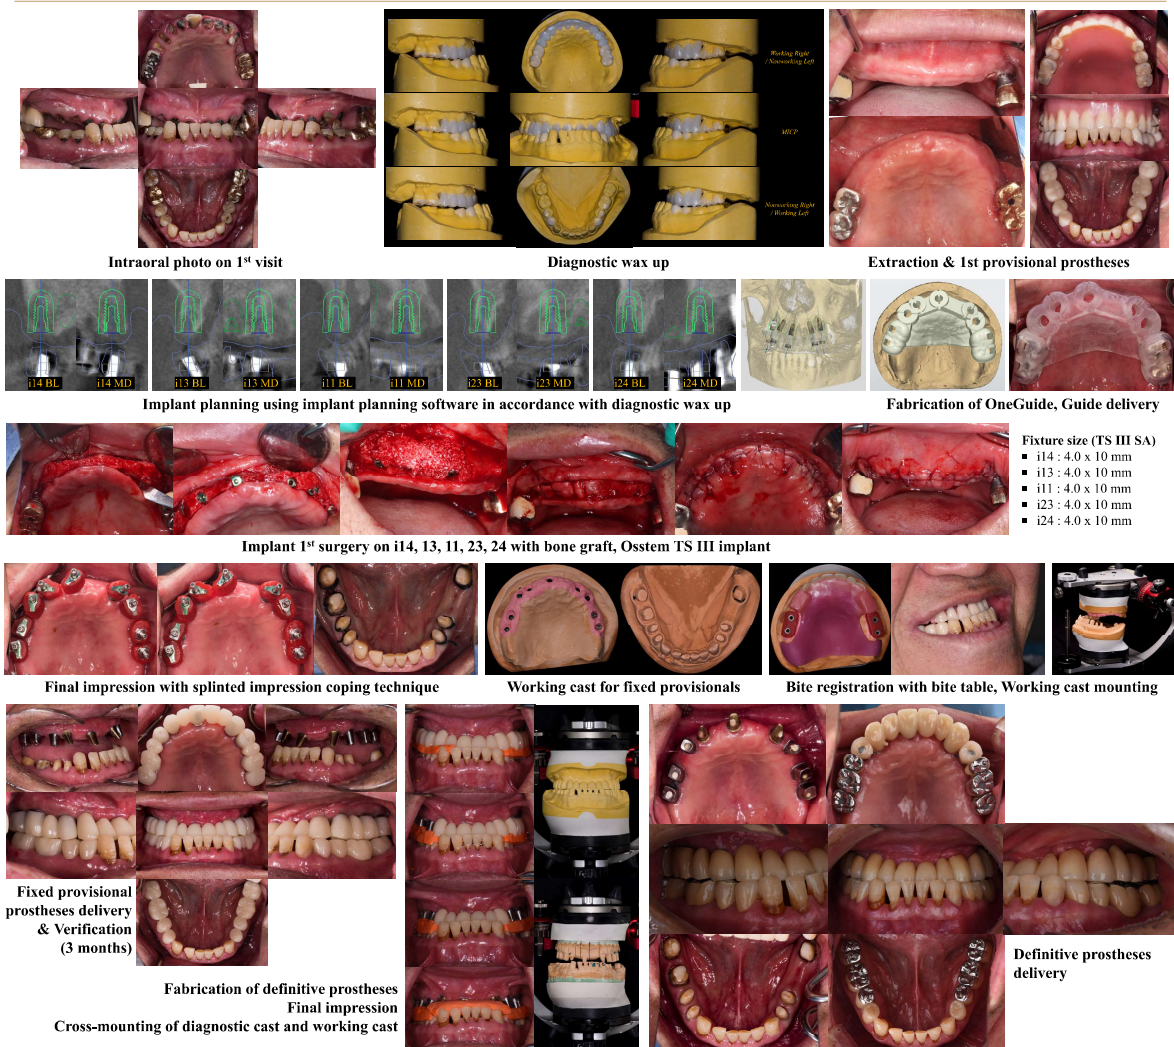 Working Right
/ Nonworking Left
MICP
Nonworking Right
/ Working Left
Intraoral photo on 1st visit
Diagnostic wax up
Extraction & 1st provisional prostheses
i14 BL
i14 MD
i13 BL
i13 MD
i11 BL
i11 MD
i23 BL
i23 MD
i24 BL
i24 MD
Implant planning using implant planning software in accordance with diagnostic wax up
Fabrication of OneGuide, Guide delivery
Fixture size (TS III SA)
▪ i14 : 4.0 x 10 mm
▪ i13 : 4.0 x 10 mm
▪ i11 : 4.0 x 10 mm
▪ i23 : 4.0 x 10 mm
▪ i24 : 4.0 x 10 mm
Implant 1st surgery on i14, 13, 11, 23, 24 with bone graft, Osstem TS III implant
Final impression with splinted impression coping technique
Working cast for fixed provisionals
Bite registration with bite table, Working cast mounting
Fixed provisional
prostheses delivery
& Verification
(3 months)
Fabrication of definitive prostheses
Final impression
Cross-mounting of diagnostic cast and working cast
Definitive prostheses
delivery